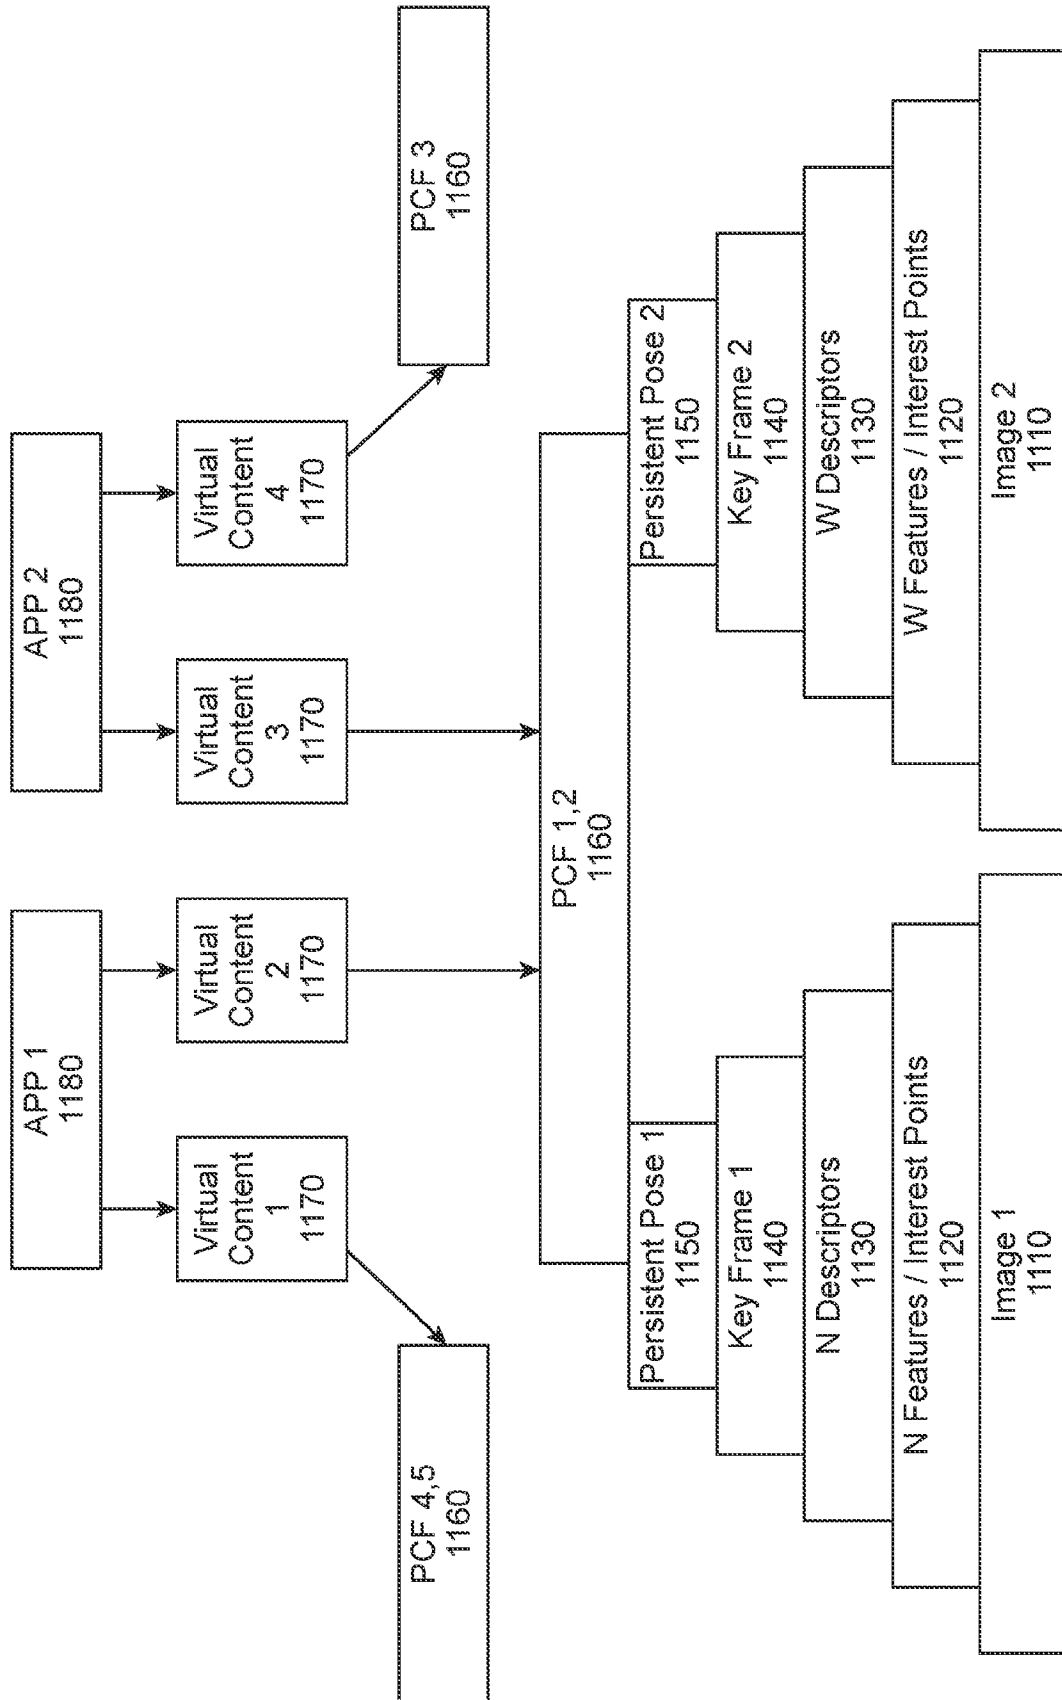 APP 1
1180
APP 2
1180
Virtual
Content
1
1170
Virtual
Content
2
1170
Virtual
Content
3
1170
Virtual
Content
4
1170
PCF 4,5
1160
PCF 3
1160
PCF 1,2
1160
Persistent Pose 1
1150
Persistent Pose 2
1150
Key Frame 1
1140
Key Frame 2
1140
N Descriptors
1130
W Descriptors
1130
N Features / Interest Points
1120
W Features / Interest Points
1120
Image 1
1110
Image 2
1110